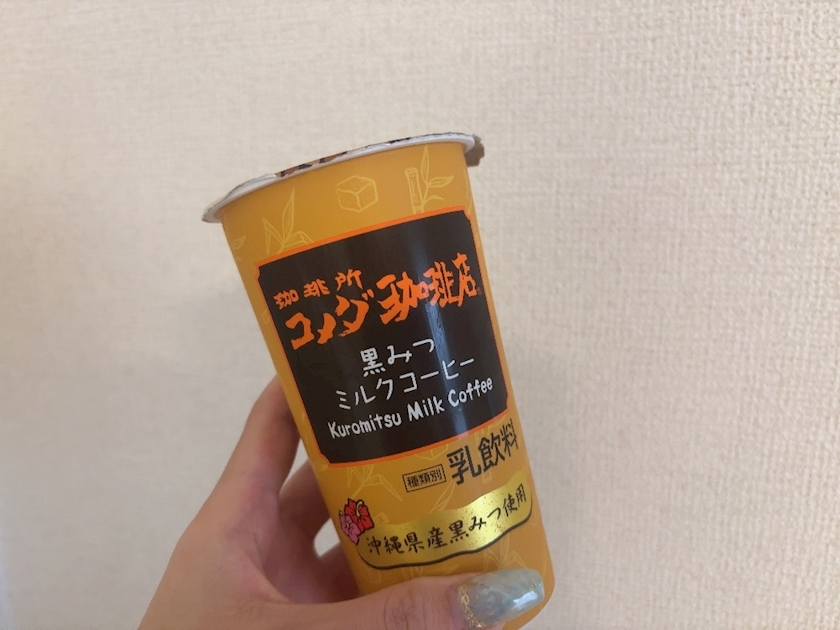 珈琲所
コメダ珈琲店
黒みつ
ミルクコーヒー
Kuromitsu Milk Coffee
種類別 乳飲料
沖縄県産黒みつ使用